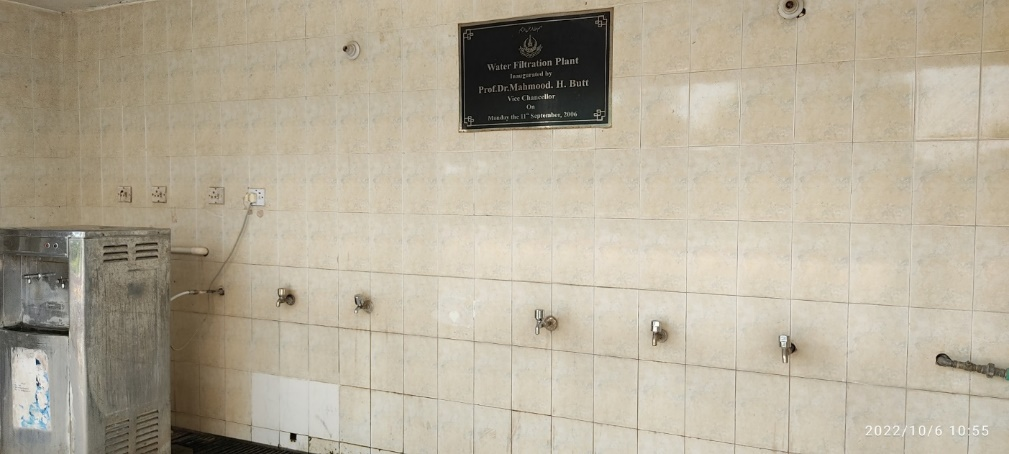 Water Filtration Plant
Inaugurated by
Prof.Dr.Mahmood. H. Butt
Vice Chancellor
On
Monday the 11th September, 2006
2022/10/6 10:55